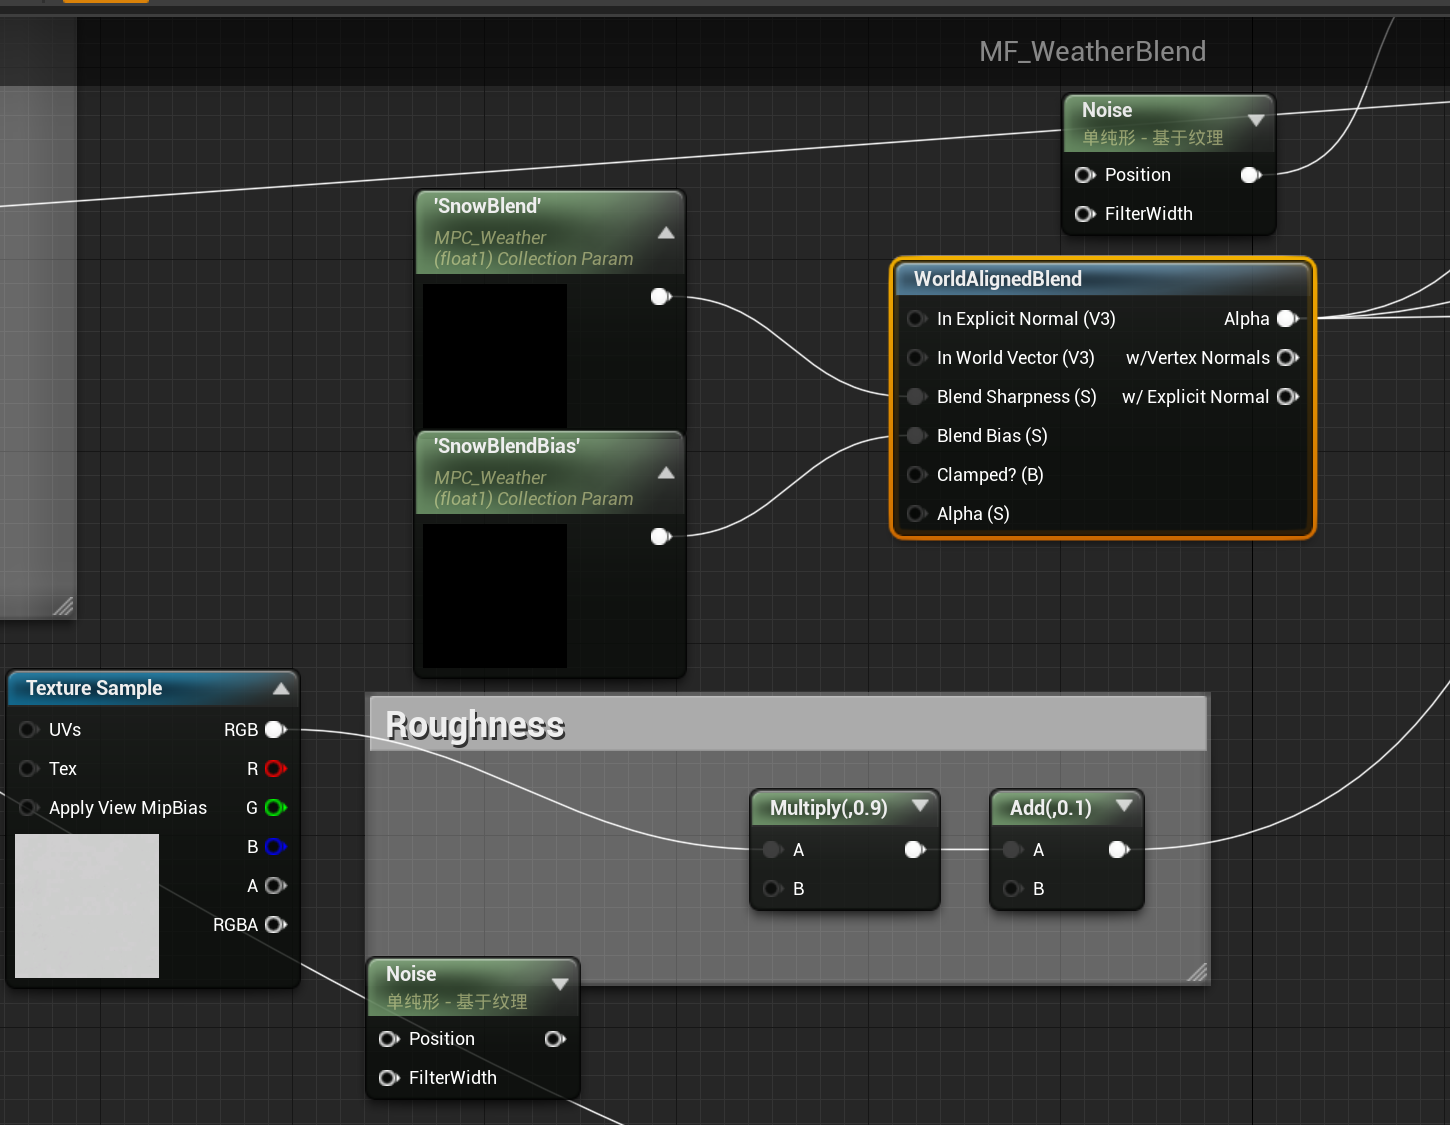 MF_WeatherBlend
Noise
单纯形 - 基于纹理
Position
FilterWidth
'SnowBlend'
MPC_Weather
(float1) Collection Param
WorldAlignedBlend
In Explicit Normal (V3)
Alpha
In World Vector (V3)
w/Vertex Normals
Blend Sharpness (S)
w/ Explicit Normal
Blend Bias (S)
Clamped? (B)
Alpha (S)
'SnowBlendBias'
MPC_Weather
(float1) Collection Param
Texture Sample
UVs
RGB
Tex
R
Apply View MipBias
G
B
A
RGBA
Roughness
Multiply(,0.9)
A
B
Add(,0.1)
A
B
Noise
单纯形 - 基于纹理
Position
FilterWidth